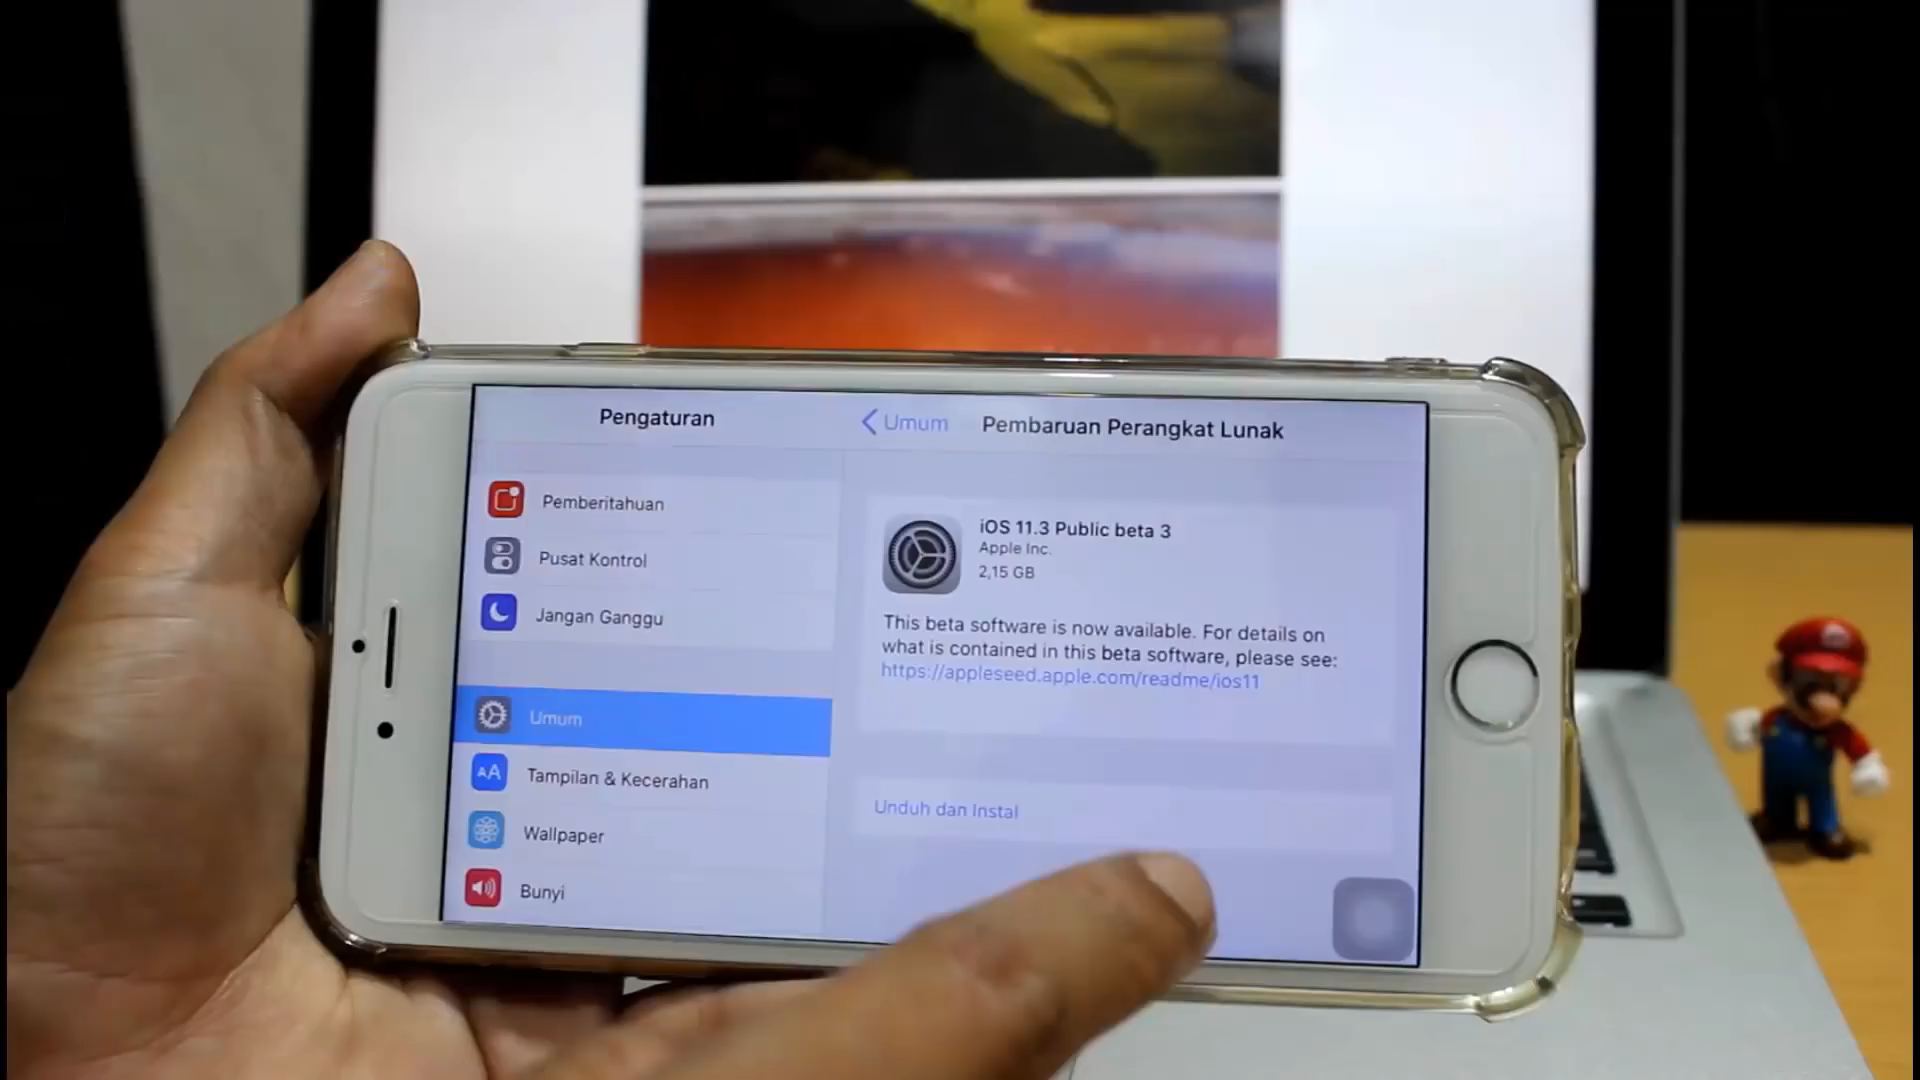 Pengaturan
Pemberitahuan
Pusat Kontrol
Jangan Ganggu
Umum
AA Tampilan & Kecerahan
Wallpaper
Bunyi
Umum
Pembaruan Perangkat Lunak
iOS 11.3 Public beta 3
Apple Inc.
2,15 GB
This beta software is now available. For details on
what is contained in this beta software, please see:
https://appleseed.apple.com/readme/ios11
Unduh dan Instal